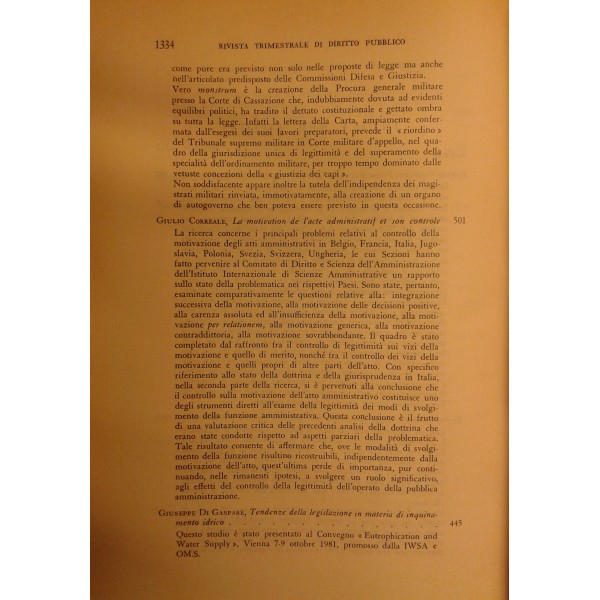 1334 RIVISTA TRIMESTRALE DI DIRITTO PUBBLICO
come pure era previsto non solo nelle proposte di legge ma anche
nell'articolato predisposto delle Commissioni Difesa e Giustizia.
Vero monstrum è la creazione della Procura generale militare
presso la Corte di Cassazione che, indubbiamente dovuta ad evidenti
equilibri politici, ha tradito il dettato costituzionale e gettato ombra
su tutta la legge. Infatti la lettera della Carta, ampiamente confer-
mata dall'esegesi dei suoi lavori preparatori, prevede il « riordino »
del Tribunale supremo militare in Corte militare d'appello, nel qua-
dro della giurisdizione unica di legittimità e del superamento della
specialità dell'ordinamento militare, per troppo tempo dominato dalle
vetuste concezioni della « giustizia dei capi ».
Non soddisfacente appare inoltre la tutela dell'indipendenza dei magi-
strati militari rinviata, immotivatamente, alla creazione di un organo
di autogoverno che ben poteva essere previsto in questa occasione.
GIULIO CORREALE, La motivation de l'acte administratif et son controle 501
La ricerca concerne i principali problemi relativi al controllo della
motivazione degli atti amministrativi in Belgio, Francia, Italia, Jugo-
slavia, Polonia, Svezia, Svizzera, Ungheria, le cui Sezioni hanno
fatto pervenire al Comitato di Diritto e Scienza dell'Amministrazione
dell'Istituto Internazionale di Scienze Amministrative un rapporto
sullo stato della problematica nei rispettivi Paesi. Sono state, pertanto,
esaminate comparativamente le questioni relative alla: integrazione
successiva della motivazione, alla motivazione delle decisioni positive,
alla carenza assoluta ed all'insufficienza della motivazione, alla moti-
vazione per relationem, alla motivazione generica, alla motivazione
contraddittoria, alla motivazione sovrabbondante. Il quadro è stato
completato dal raffronto fra il controllo di legittimità sui vizi della
motivazione e quello di merito, nonché fra il controllo dei vizi della
motivazione e quelli propri di altre parti dell'atto. Con specifico
riferimento allo stato della dottrina e della giurisprudenza in Italia,
nella seconda parte della ricerca, si è pervenuti alla conclusione che
il controllo sulla motivazione dell'atto amministrativo costituisce uno
degli strumenti diretti all'esame della legittimità dei modi di svolgi-
mento della funzione amministrativa. Questa conclusione è il frutto
di una valutazione critica delle precedenti analisi della dottrina che
erano state condotte rispetto ad aspetti parziari della problematica.
Tale risultato consente di affermare che, ove le modalità di svolgi-
mento della funzione risultino ricostruibili, indipendentemente dalla
motivazione dell'atto, quest'ultima perde di importanza, pur conti-
nuando, nelle rimanenti ipotesi, a svolgere un ruolo significativo,
agli effetti del controllo della legittimità dell'operato della pubblica
amministrazione.
GIUSEPPE DI GASPARE, Tendenze della legislazione in materia di inquina-
mento idrico . . . . . . . . . . . . . . . 445
Questo studio è stato presentato al Convegno « Eutrophication and
Water Supply », Vienna 7-9 ottobre 1981, promosso dalla IWSA e
OM.S.